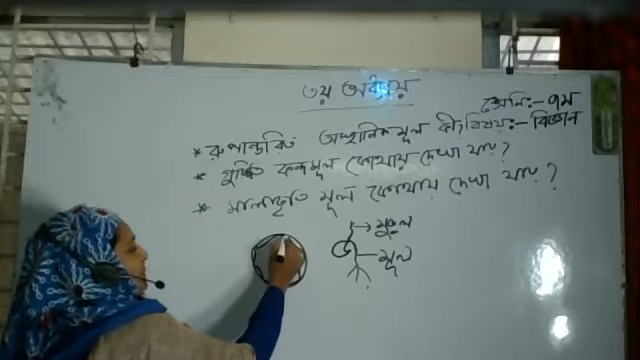 ৩য় অধ্যায়
শ্রেনি:- ৭ম
বিষয়:- বিজ্ঞান
* রূপান্তরিত অস্থানিক মূল কী?
* গুচ্ছিত কন্দমূল কোথায় দেখা যায়?
* মালাকৃতি মূল কোথায় দেখা যায়?
→ মুকুল
মূল